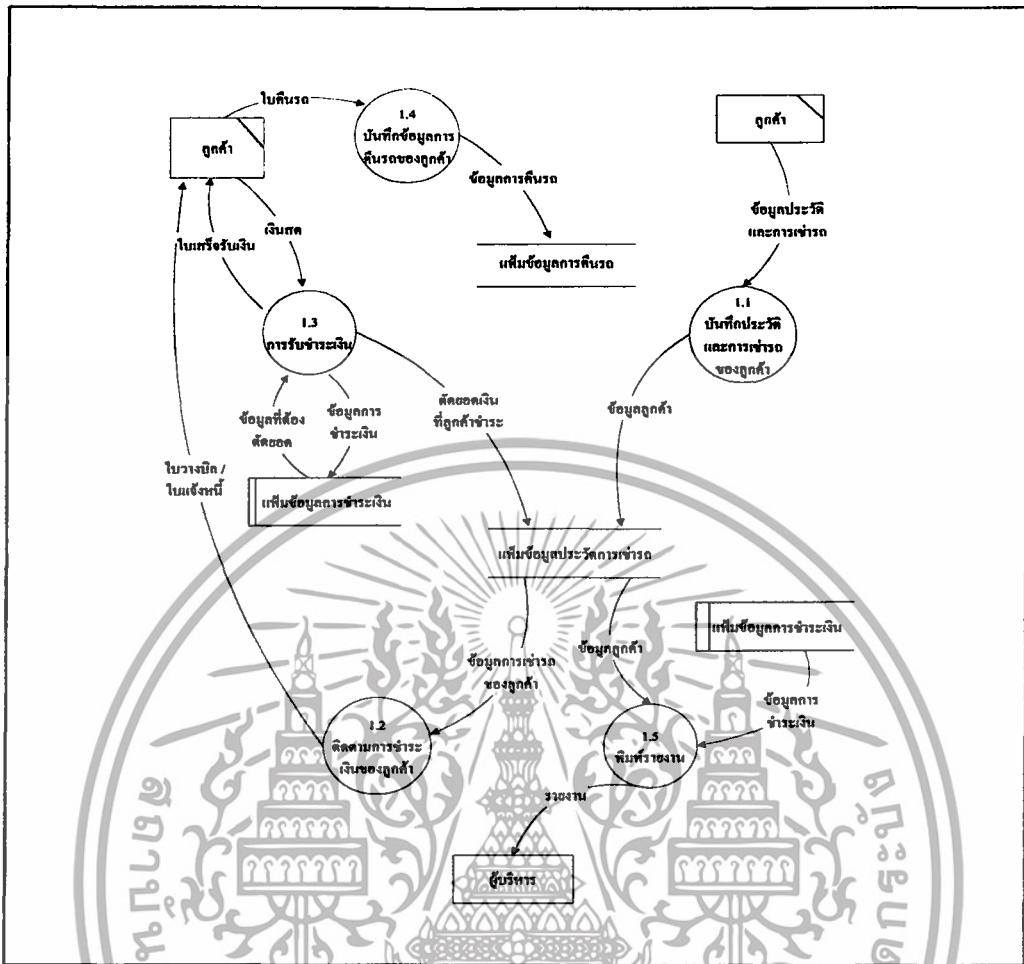 ใบคืนรถ
1.4
บันทึกข้อมูลการ
คืนรถของลูกค้า
ลูกค้า
ลูกค้า
ข้อมูลการคืนรถ
ข้อมูลประวัติ
และการเช่ารถ
ใบเสร็จรับเงิน
เงินสด
แฟ้มข้อมูลการคืนรถ
1.3
การรับชำระเงิน
1.1
บันทึกประวัติ
และการเช่ารถ
ของลูกค้า
ข้อมูลที่ต้อง
ตัดยอด
ข้อมูลการ
ชำระเงิน
ตัดยอดเงิน
ที่ลูกค้าชำระ
ข้อมูลลูกค้า
ใบวางบิล /
ใบแจ้งหนี้
แฟ้มข้อมูลการชำระเงิน
แฟ้มข้อมูลประวัติการเช่ารถ
แฟ้มข้อมูลการชำระเงิน
ข้อมูลการเช่ารถ
ของลูกค้า
ข้อมูลลูกค้า
ข้อมูลการ
ชำระเงิน
1.2
ติดตามการชำระ
เงินของลูกค้า
1.5
พิมพ์รายงาน
รายงาน
ผู้บริหาร